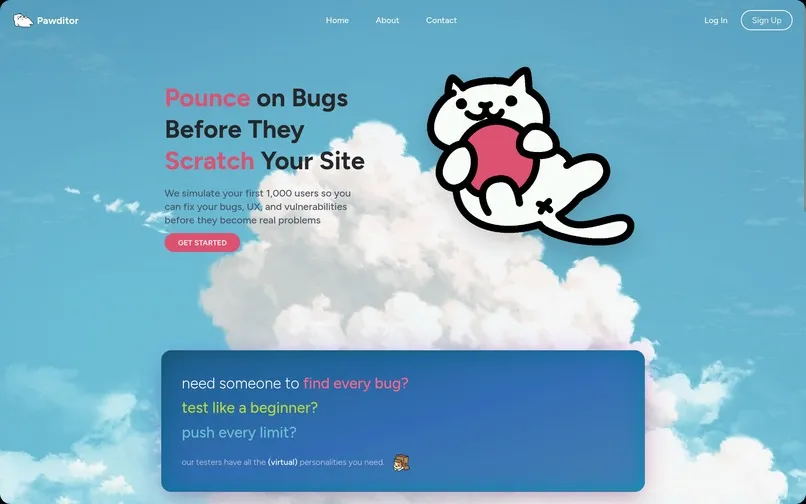 Pawditor
Home
About
Contact
Log In
Sign Up
Pounce on Bugs
Before They
Scratch Your Site
We simulate your first 1,000 users so you
can fix your bugs, UX, and vulnerabilities
before they become real problems
GET STARTED
need someone to find every bug?
test like a beginner?
push every limit?
our testers have all the (virtual) personalities you need.